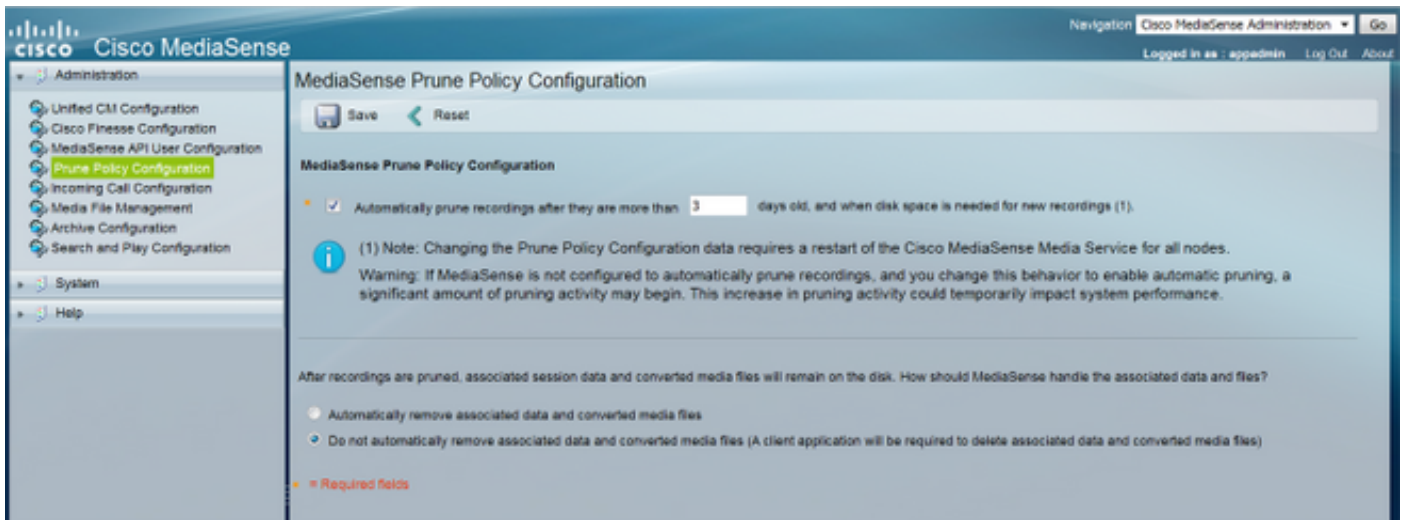 Navigation Cisco MediaSense Administration Go
CISCO Cisco MediaSense
Logged in as : appadmin Log Out About
Administration
Unified CM Configuration
Cisco Finesse Configuration
MediaSense API User Configuration
Prune Policy Configuration
Incoming Call Configuration
Media File Management
Archive Configuration
Search and Play Configuration
System
Help
MediaSense Prune Policy Configuration
Save Reset
MediaSense Prune Policy Configuration
* Automatically prune recordings after they are more than 3 days old, and when disk space is needed for new recordings (1).
(1) Note: Changing the Prune Policy Configuration data requires a restart of the Cisco MediaSense Media Service for all nodes.
Warning: If MediaSense is not configured to automatically prune recordings, and you change this behavior to enable automatic pruning, a
significant amount of pruning activity may begin. This increase in pruning activity could temporarily impact system performance.
After recordings are pruned, associated session data and converted media files will remain on the disk. How should MediaSense handle the associated data and files?
Automatically remove associated data and converted media files
Do not automatically remove associated data and converted media files (A client application will be required to delete associated data and converted media files)
* = Required fields